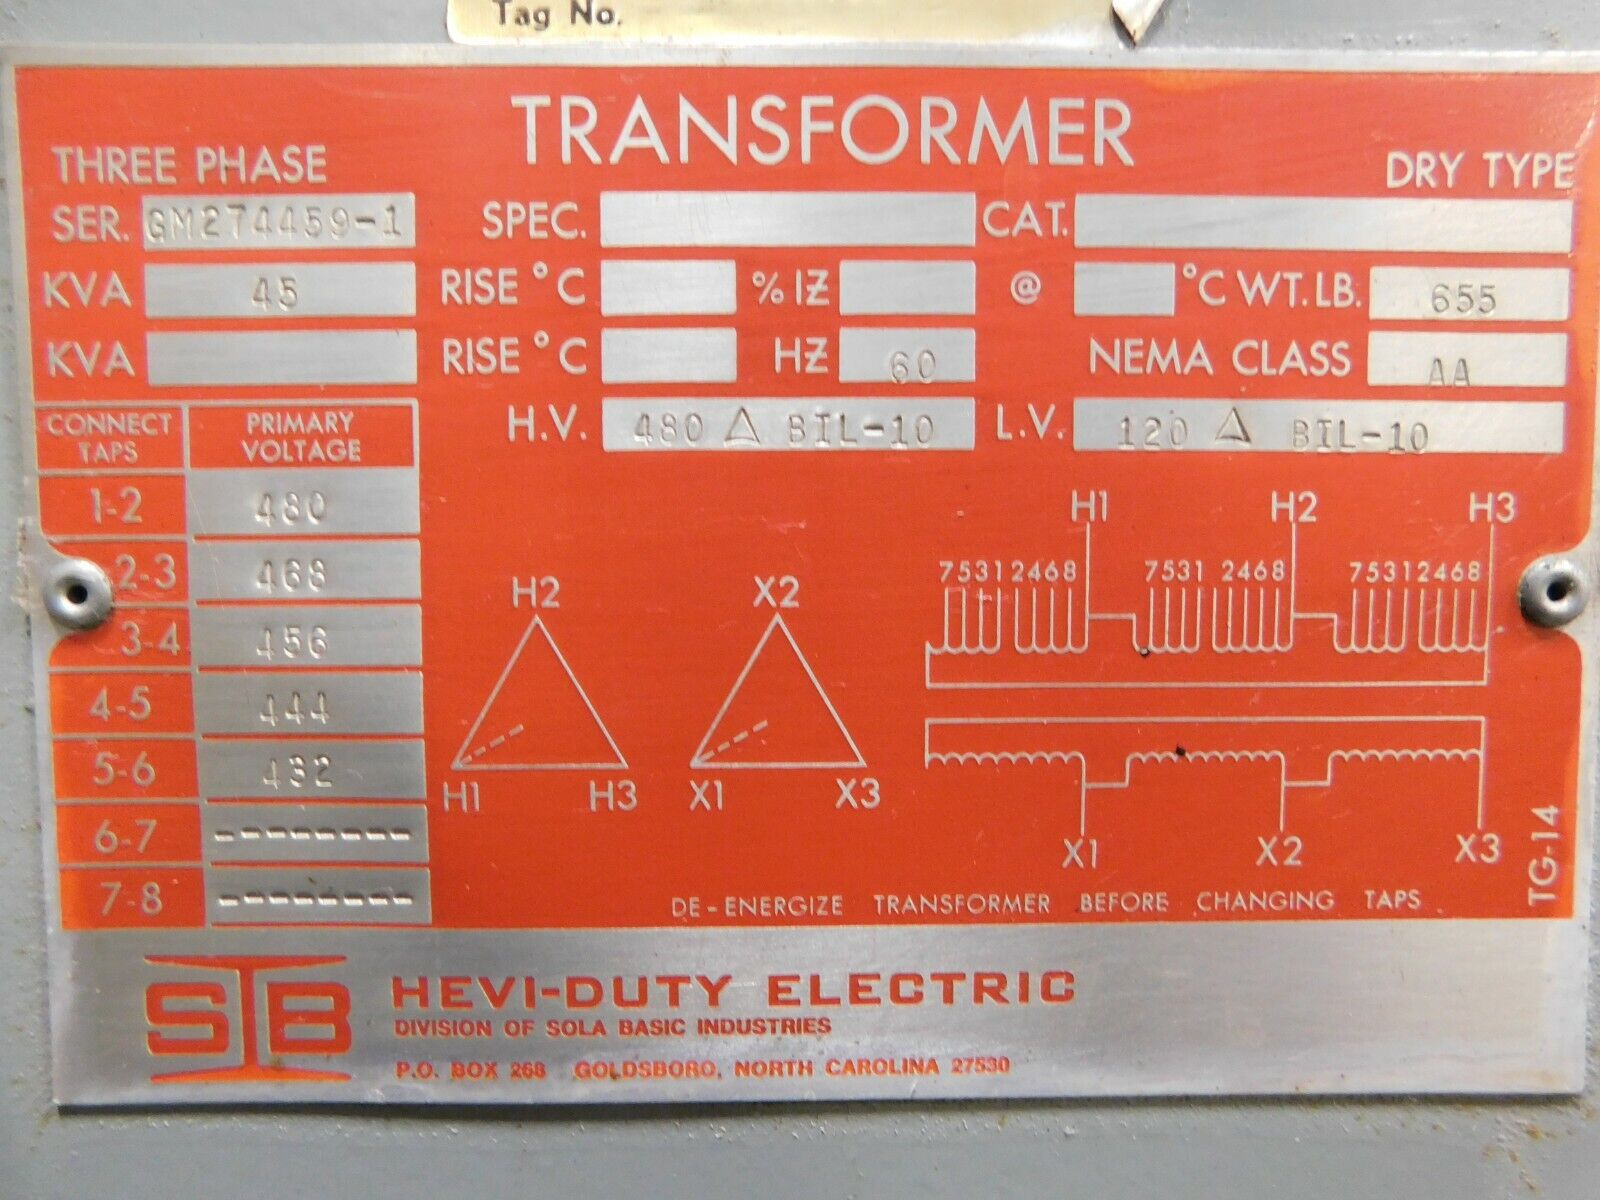 Tag No.
TRANSFORMER
THREE PHASE
DRY TYPE
SER. GM274459-1 SPEC. CAT.
KVA 45 RISE °C % IZ @ °C WT. LB. 655
KVA RISE °C HZ 60 NEMA CLASS AA
H.V. 480 △ BIL-10 L.V. 120 △ BIL-10
CONNECT TAPS PRIMARY VOLTAGE
1-2 480
2-3 468
3-4 456
4-5 444
5-6 432
6-7 ---------
7-8 ---------
H2
H1 H3
X2
X1 X3
H1 H2 H3
75312468 7531 2468 75312468
X1 X2 X3
TG-14
DE-ENERGIZE TRANSFORMER BEFORE CHANGING TAPS
SB HEVI-DUTY ELECTRIC
DIVISION OF SOLA BASIC INDUSTRIES
P.O. BOX 268 GOLDSBORO, NORTH CAROLINA 27530